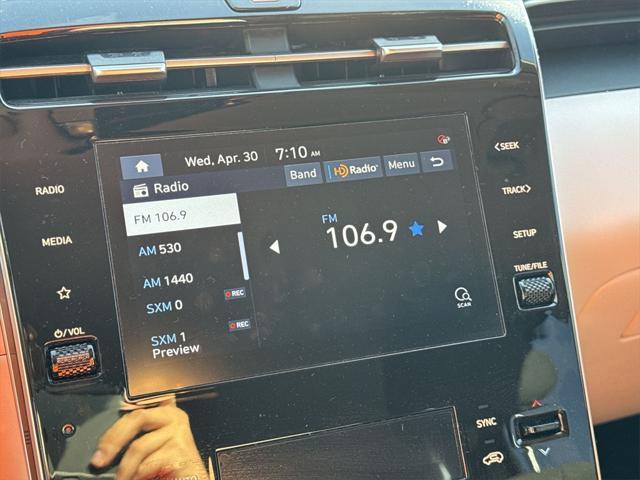 Wed, Apr. 30 7:10 AM
Radio Band HD Radio Menu
FM 106.9
AM 530
AM 1440
SXM 0 REC
SXM 1 REC
Preview
FM
106.9
SCAN
RADIO
MEDIA
⏻/VOL
<SEEK
TRACK>
SETUP
TUNE/FILE
SYNC